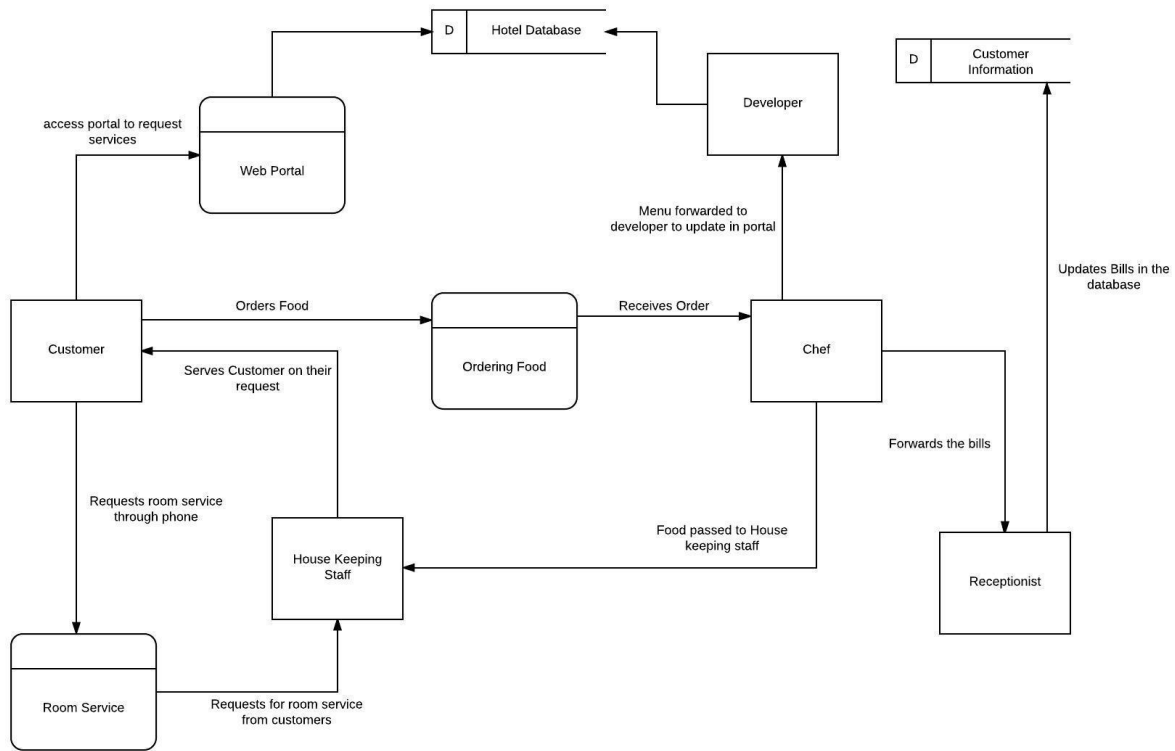 D
Hotel Database
D
Customer
Information
Developer
access portal to request
services
Web Portal
Menu forwarded to
developer to update in portal
Updates Bills in the
database
Orders Food
Receives Order
Customer
Chef
Ordering Food
Serves Customer on their
request
Forwards the bills
Requests room service
through phone
Food passed to House
keeping staff
House Keeping
Staff
Receptionist
Room Service
Requests for room service
from customers